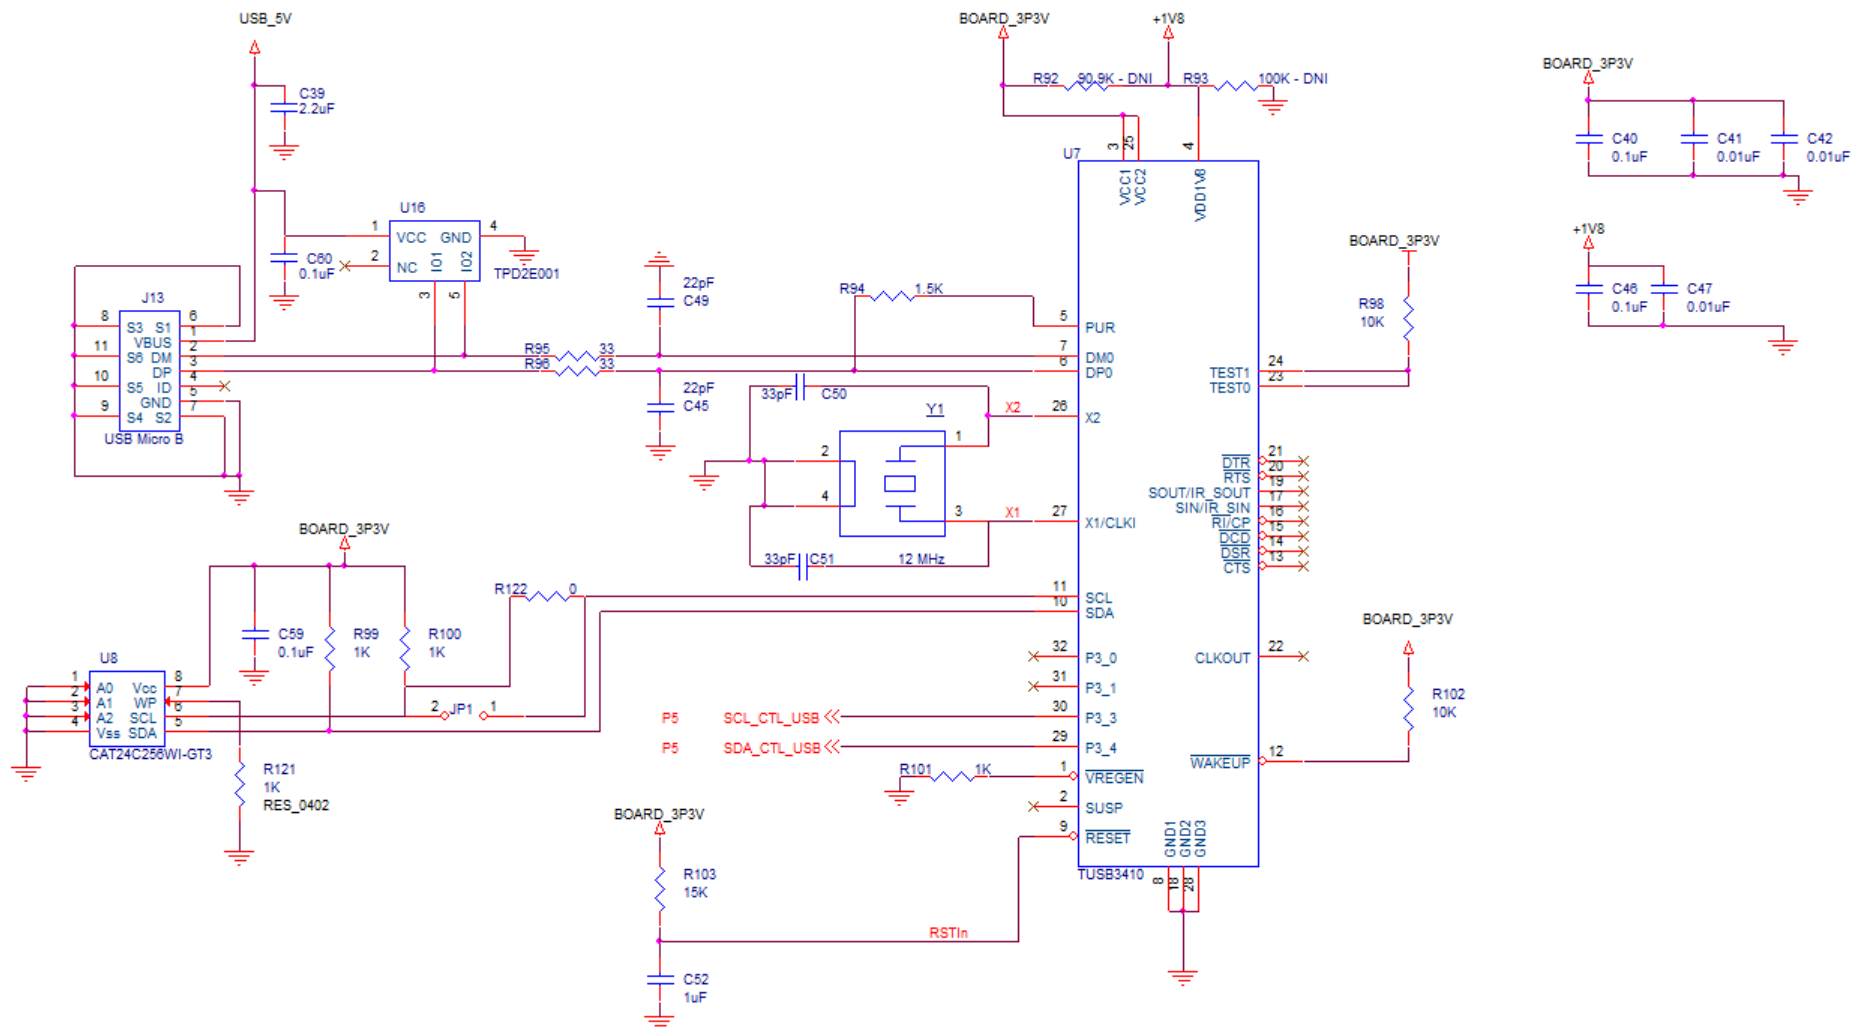 USB_5V
BOARD_3P3V
+1V8
C39
2.2uF
R92
90.9K - DNI
R93
100K - DNI
BOARD_3P3V
C40
0.1uF
C41
0.01uF
C42
0.01uF
U7
3
25
4
VCC1
VCC2
VDD1V8
U16
1
VCC
GND
4
2
NC
IO1
IO2
TPD2E001
3
5
C60
0.1uF
+1V8
C46
0.1uF
C47
0.01uF
BOARD_3P3V
R98
10K
22pF
C49
R94
1.5K
J13
8
S3
S1
6
VBUS
1
11
S6
DM
2
DP
3
10
S5
ID
4
GND
5
9
S4
S2
7
USB Micro B
R95
33
R96
33
22pF
C45
5
PUR
7
DM0
6
DP0
24
TEST1
23
TEST0
33pF
C50
Y1
X2
26
X2
1
2
4
3
X1
27
X1/CLKI
33pF
C51
12 MHz
DTR
21
RTS
20
SOUT/IR_SOUT
19
SIN/IR_SIN
17
RI/CP
16
DCD
15
DSR
14
CTS
13
BOARD_3P3V
R122
0
11
SCL
10
SDA
C59
0.1uF
R99
1K
R100
1K
U8
1
A0
Vcc
8
2
A1
WP
7
3
A2
SCL
6
4
Vss
SDA
5
CAT24C256WI-GT3
2
JP1
1
R121
1K
RES_0402
32
P3_0
31
P3_1
P5
SCL_CTL_USB
30
P3_3
P5
SDA_CTL_USB
29
P3_4
R101
1K
1
VREGEN
2
SUSP
9
RESET
CLKOUT
22
BOARD_3P3V
R102
10K
WAKEUP
12
BOARD_3P3V
R103
15K
RSTIn
C52
1uF
GND1
GND2
GND3
TUSB3410
8
18
28